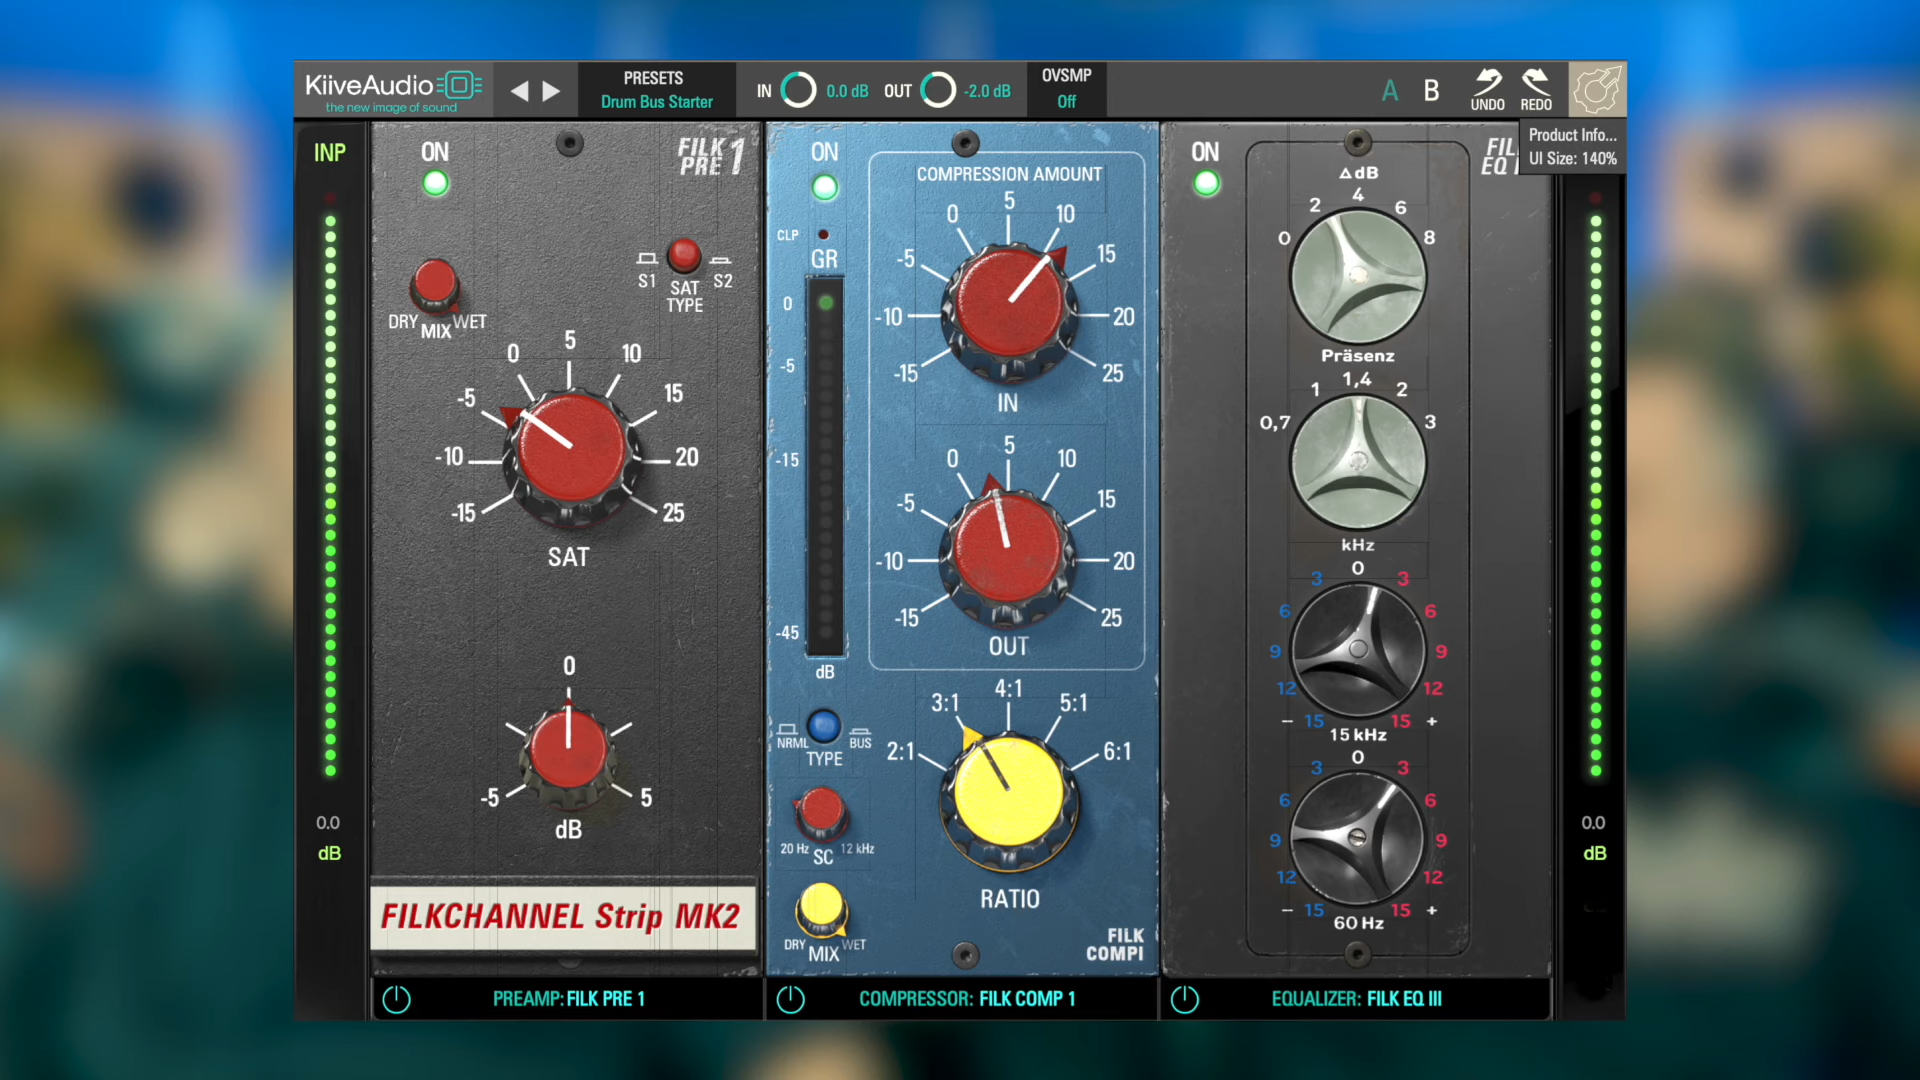 KiiveAudio
the new image of sound
PRESETS
Drum Bus Starter
IN 0.0 dB OUT -2.0 dB
OVSMP
Off
A B
UNDO REDO
Product Info...
UI Size: 140%
INP
0.0
dB
ON
FILK
PRE 1
S1 SAT TYPE S2
DRY MIX WET
-15 -10 -5 0 5 10 15 20 25
SAT
0
-5 5
dB
FILKCHANNEL Strip MK2
PREAMP: FILK PRE 1
ON
CLP
GR
0
-5
-15
-45
dB
COMPRESSION AMOUNT
-15 -10 -5 0 5 10 15 20 25
IN
-15 -10 -5 0 5 10 15 20 25
OUT
NRML BUS
TYPE
20 Hz SC 12 kHz
DRY MIX WET
2:1 3:1 4:1 5:1 6:1
RATIO
FILK
COMPI
COMPRESSOR: FILK COMP 1
ON
EQ
ΔdB
0 2 4 6 8
Präsenz
0,7 1 1,4 2 3
kHz
0
3 3
6 6
9 9
12 12
– 15 15 +
15 kHz
0
3 3
6 6
9 9
12 12
– 15 15 +
60 Hz
EQUALIZER: FILK EQ III
0.0
dB